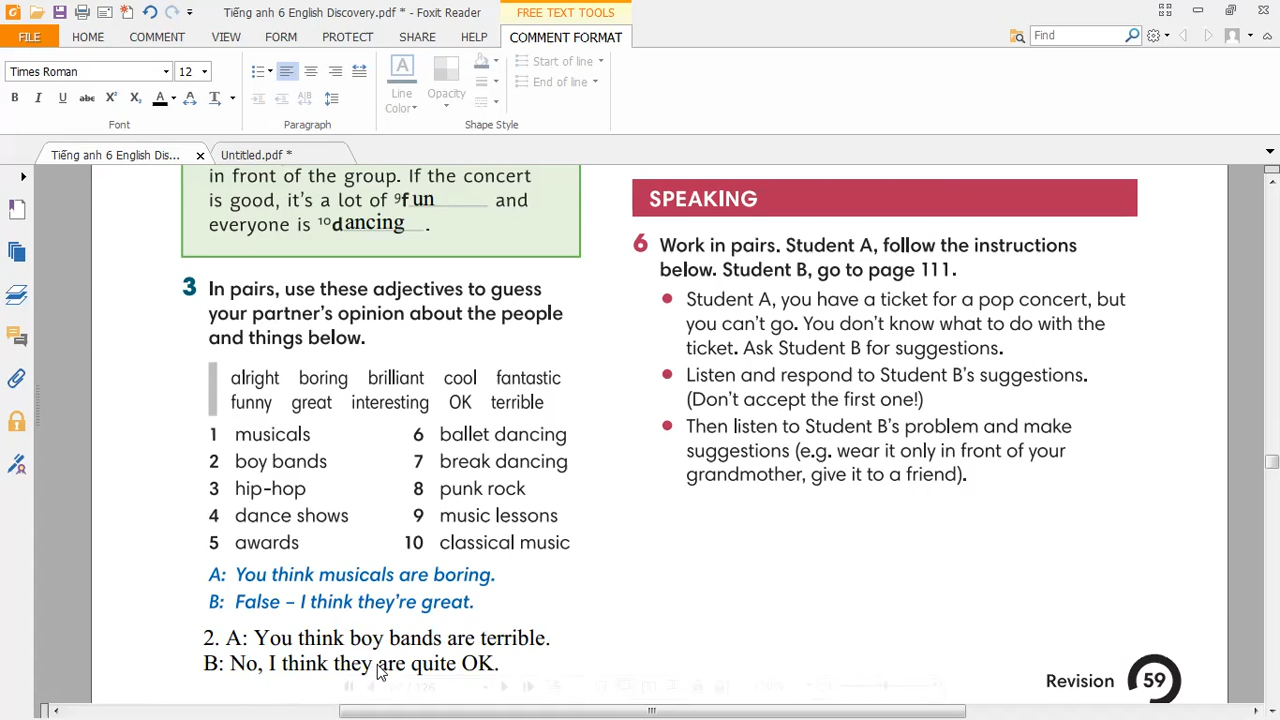 Tiếng anh 6 English Discovery.pdf * - Foxit Reader
FREE TEXT TOOLS
FILE HOME COMMENT VIEW FORM PROTECT SHARE HELP COMMENT FORMAT
Find
Times Roman 12
Line Color
Opacity
Start of line
End of line
Font Paragraph Shape Style
Tiếng anh 6 English Dis... Untitled.pdf *
in front of the group. If the concert
is good, it's a lot of ⁹fun and
everyone is ¹⁰dancing.
3 In pairs, use these adjectives to guess
your partner's opinion about the people
and things below.
alright boring brilliant cool fantastic
funny great interesting OK terrible
1 musicals 6 ballet dancing
2 boy bands 7 break dancing
3 hip-hop 8 punk rock
4 dance shows 9 music lessons
5 awards 10 classical music
A: You think musicals are boring.
B: False – I think they're great.
2. A: You think boy bands are terrible.
B: No, I think they are quite OK.
SPEAKING
6 Work in pairs. Student A, follow the instructions
below. Student B, go to page 111.
Student A, you have a ticket for a pop concert, but
you can't go. You don't know what to do with the
ticket. Ask Student B for suggestions.
Listen and respond to Student B's suggestions.
(Don't accept the first one!)
Then listen to Student B's problem and make
suggestions (e.g. wear it only in front of your
grandmother, give it to a friend).
Revision 59